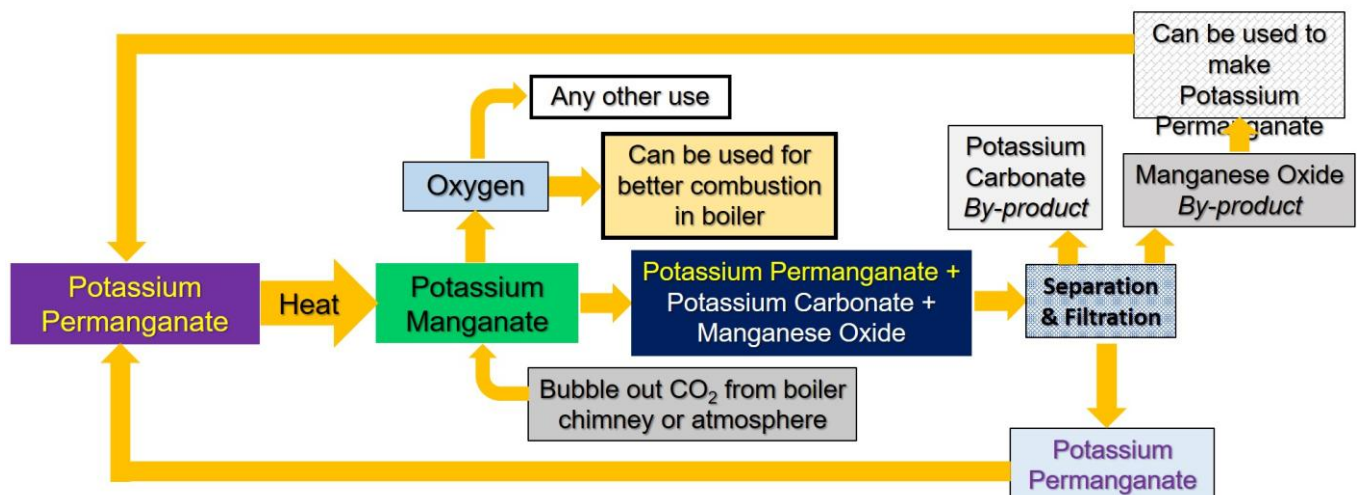 Can be used to
make
Potassium
Permanganate
Any other use
Can be used for
better combustion
in boiler
Oxygen
Potassium
Carbonate
By-product
Manganese Oxide
By-product
Potassium
Permanganate
Heat
Potassium
Manganate
Potassium Permanganate +
Potassium Carbonate +
Manganese Oxide
Separation
& Filtration
Bubble out CO₂ from boiler
chimney or atmosphere
Potassium
Permanganate